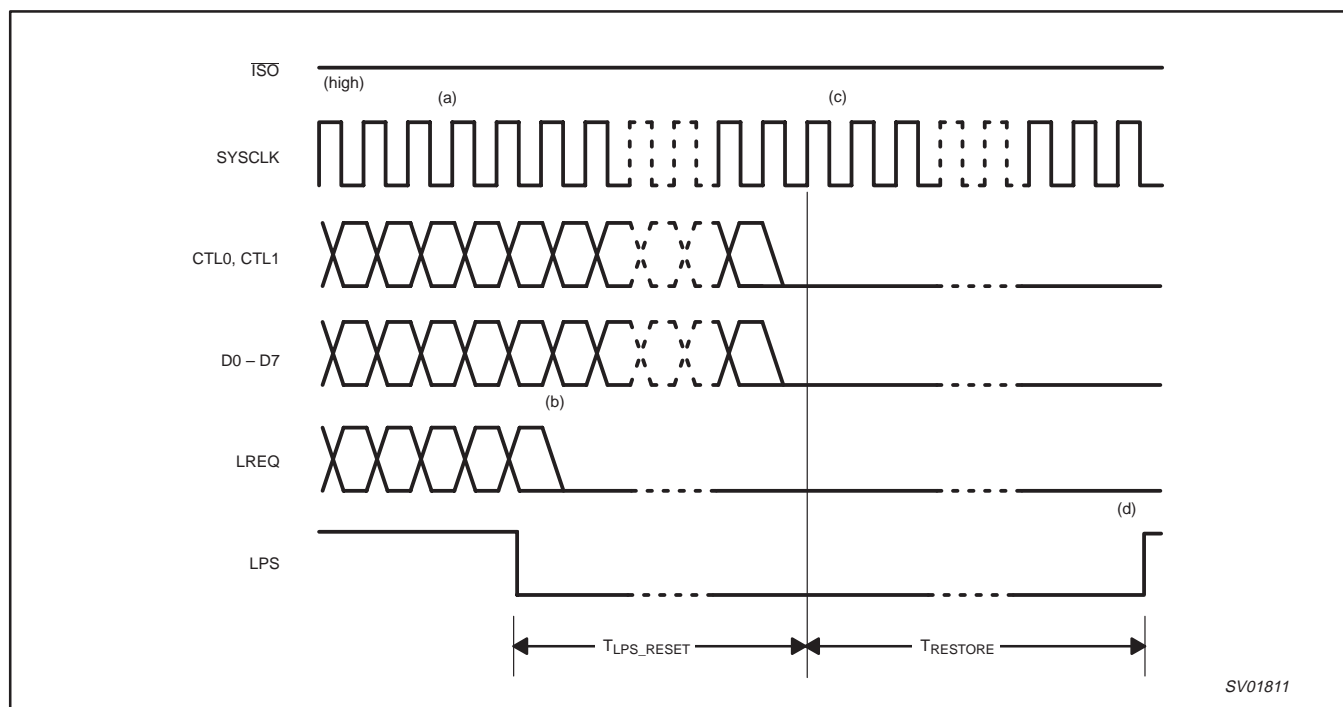 ISO
(high)
(a)
(c)
SYSCLK
CTL0, CTL1
D0 – D7
(b)
LREQ
(d)
LPS
TLPS_RESET
TRESTORE
SV01811